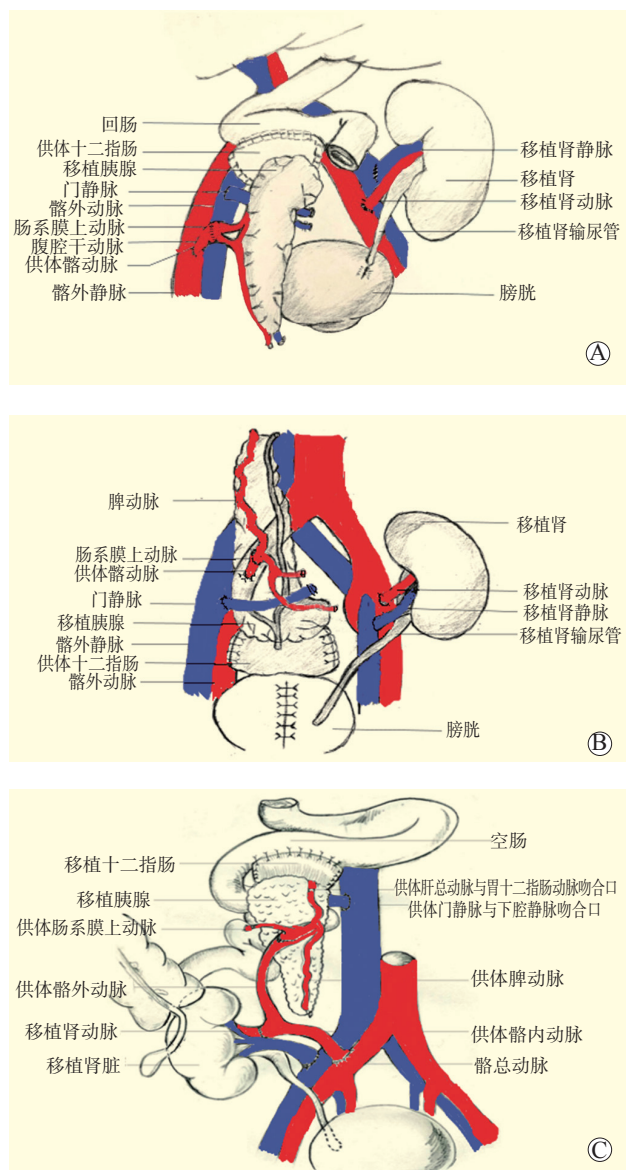 回肠
供体十二指肠
移植胰腺
门静脉
髂外动脉
肠系膜上动脉
腹腔干动脉
供体髂动脉
髂外静脉
移植肾静脉
移植肾
移植肾动脉
移植肾输尿管
膀胱
A
脾动脉
肠系膜上动脉
供体髂动脉
门静脉
移植胰腺
髂外静脉
供体十二指肠
髂外动脉
移植肾
移植肾动脉
移植肾静脉
移植肾输尿管
膀胱
B
移植十二指肠
移植胰腺
供体肠系膜上动脉
供体髂外动脉
移植肾动脉
移植肾脏
空肠
供体肝总动脉与胃十二指肠动脉吻合口
供体门静脉与下腔静脉吻合口
供体脾动脉
供体髂内动脉
髂总动脉
C